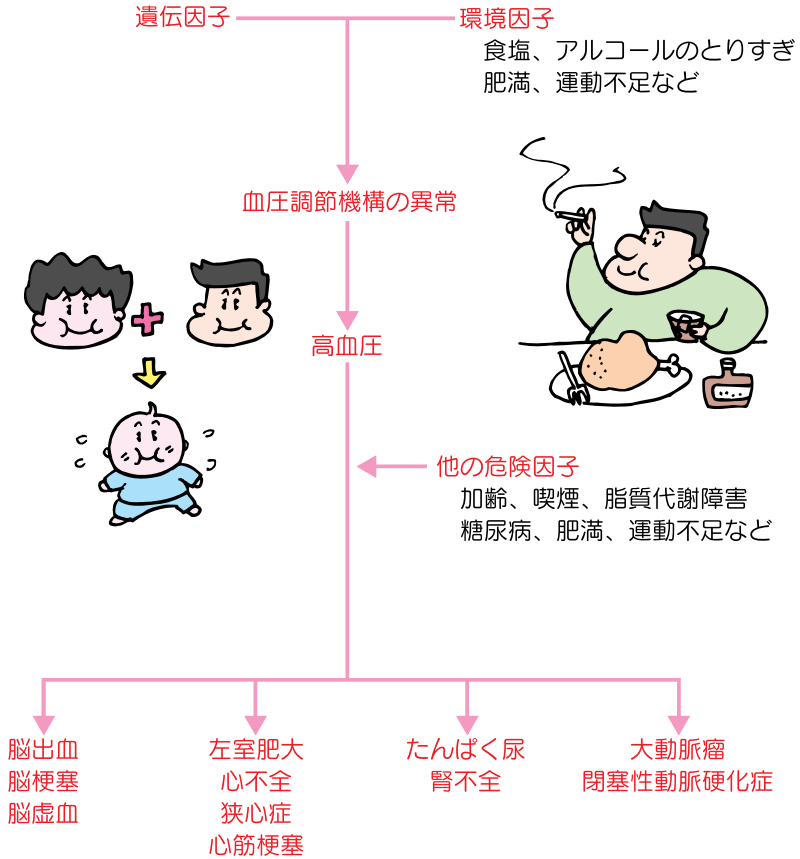 遺伝因子
環境因子
食塩、アルコールのとりすぎ
肥満、運動不足など
血圧調節機構の異常
高血圧
他の危険因子
加齢、喫煙、脂質代謝障害
糖尿病、肥満、運動不足など
脳出血
脳梗塞
脳虚血
左室肥大
心不全
狭心症
心筋梗塞
たんぱく尿
腎不全
大動脈瘤
閉塞性動脈硬化症